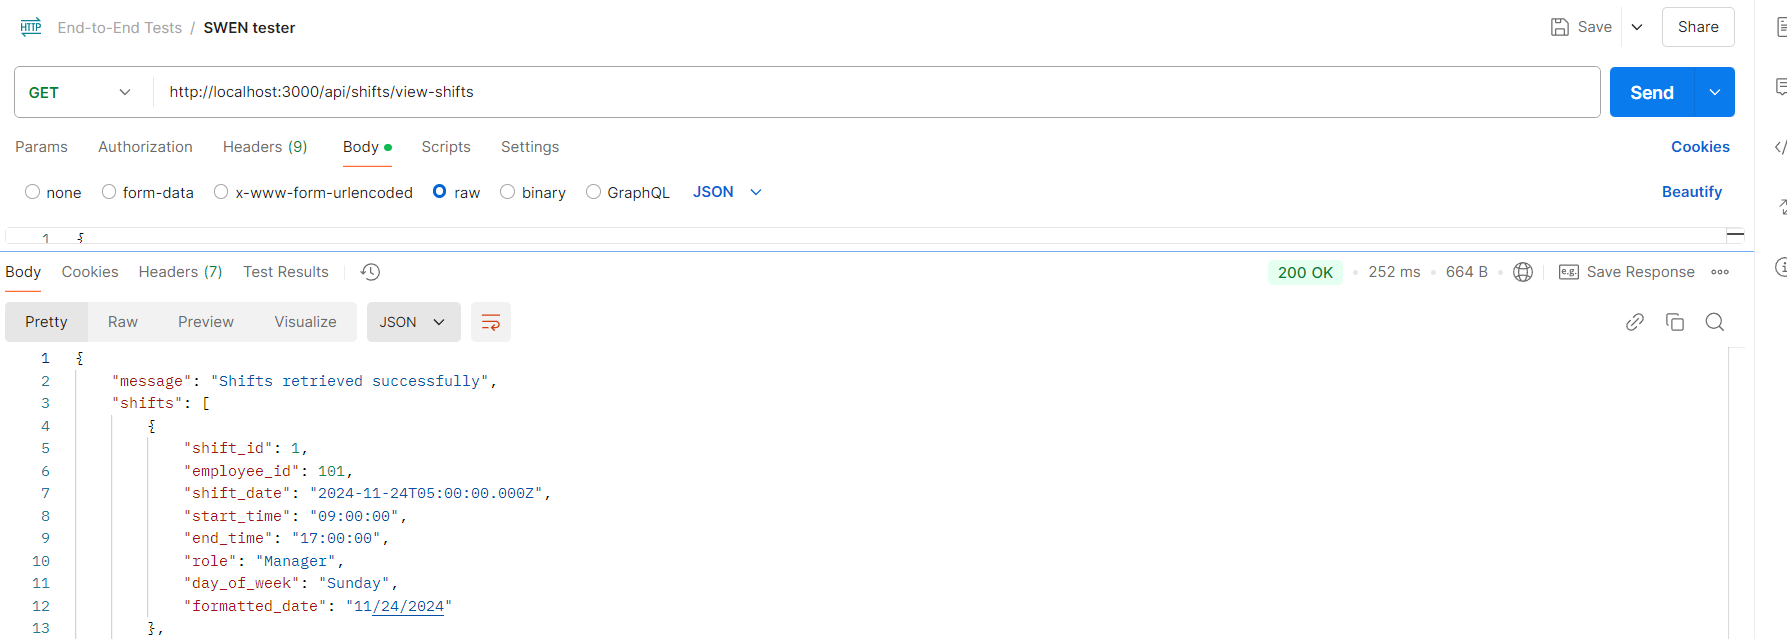 HTTP End-to-End Tests / SWEN tester Save Share
GET http://localhost:3000/api/shifts/view-shifts Send
Params Authorization Headers (9) Body Scripts Settings Cookies
none form-data x-www-form-urlencoded raw binary GraphQL JSON Beautify
1 {
Body Cookies Headers (7) Test Results 200 OK 252 ms 664 B e.g. Save Response
Pretty Raw Preview Visualize JSON
1 {
2 "message": "Shifts retrieved successfully",
3 "shifts": [
4 {
5 "shift_id": 1,
6 "employee_id": 101,
7 "shift_date": "2024-11-24T05:00:00.000Z",
8 "start_time": "09:00:00",
9 "end_time": "17:00:00",
10 "role": "Manager",
11 "day_of_week": "Sunday",
12 "formatted_date": "11/24/2024"
13 },